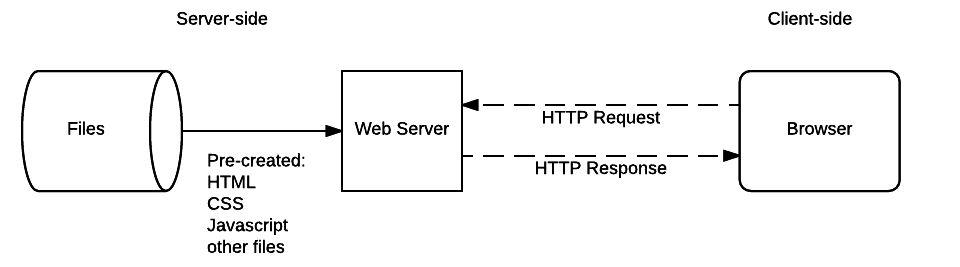 Server-side
Client-side
Files
Web Server
Browser
HTTP Request
HTTP Response
Pre-created:
HTML
CSS
Javascript
other files